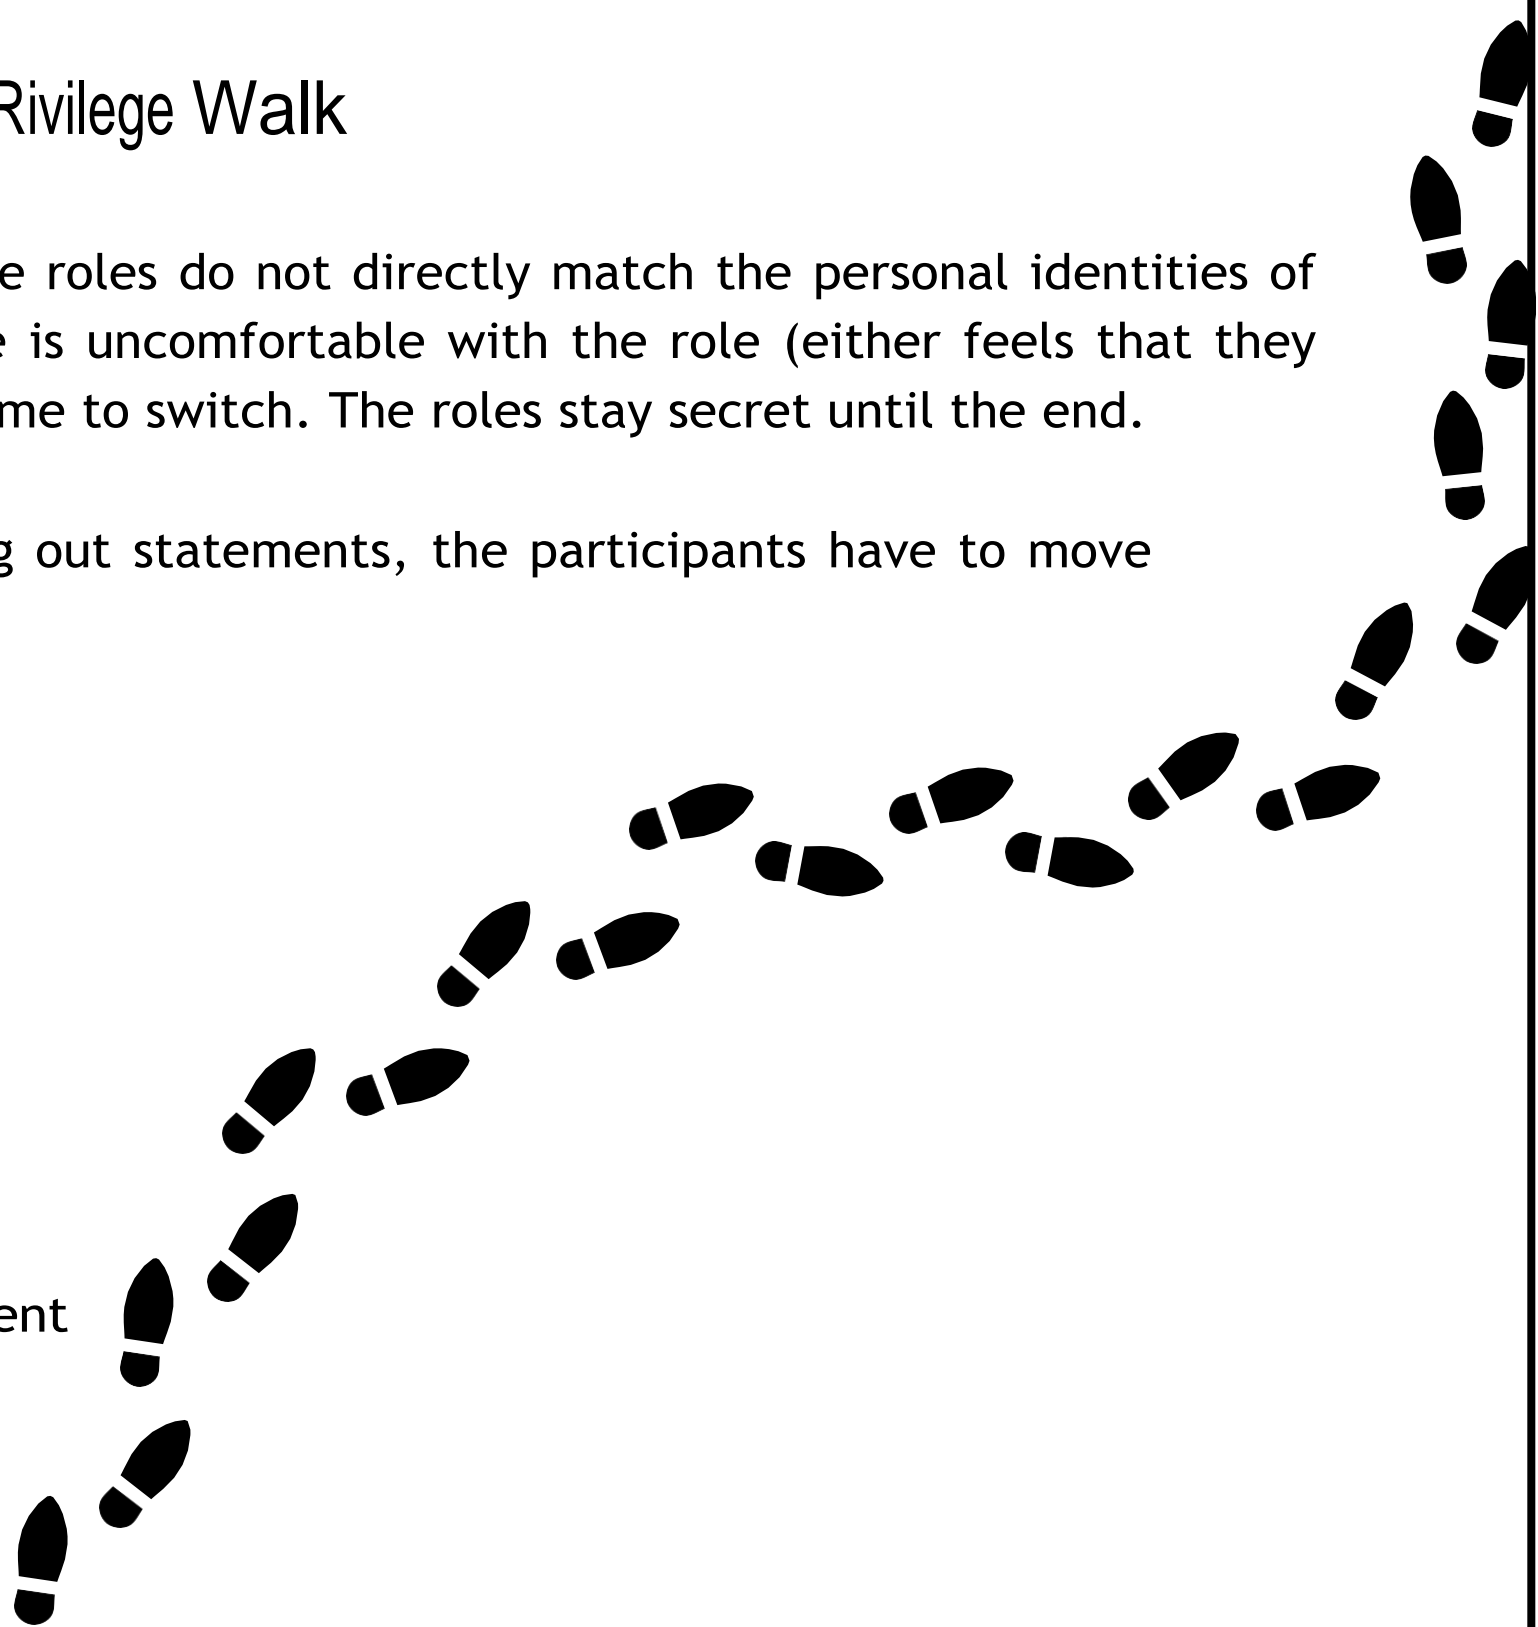 Rivilege Walk
e roles do not directly match the personal identities of
e is uncomfortable with the role (either feels that they
me to switch. The roles stay secret until the end.
g out statements, the participants have to move
ent